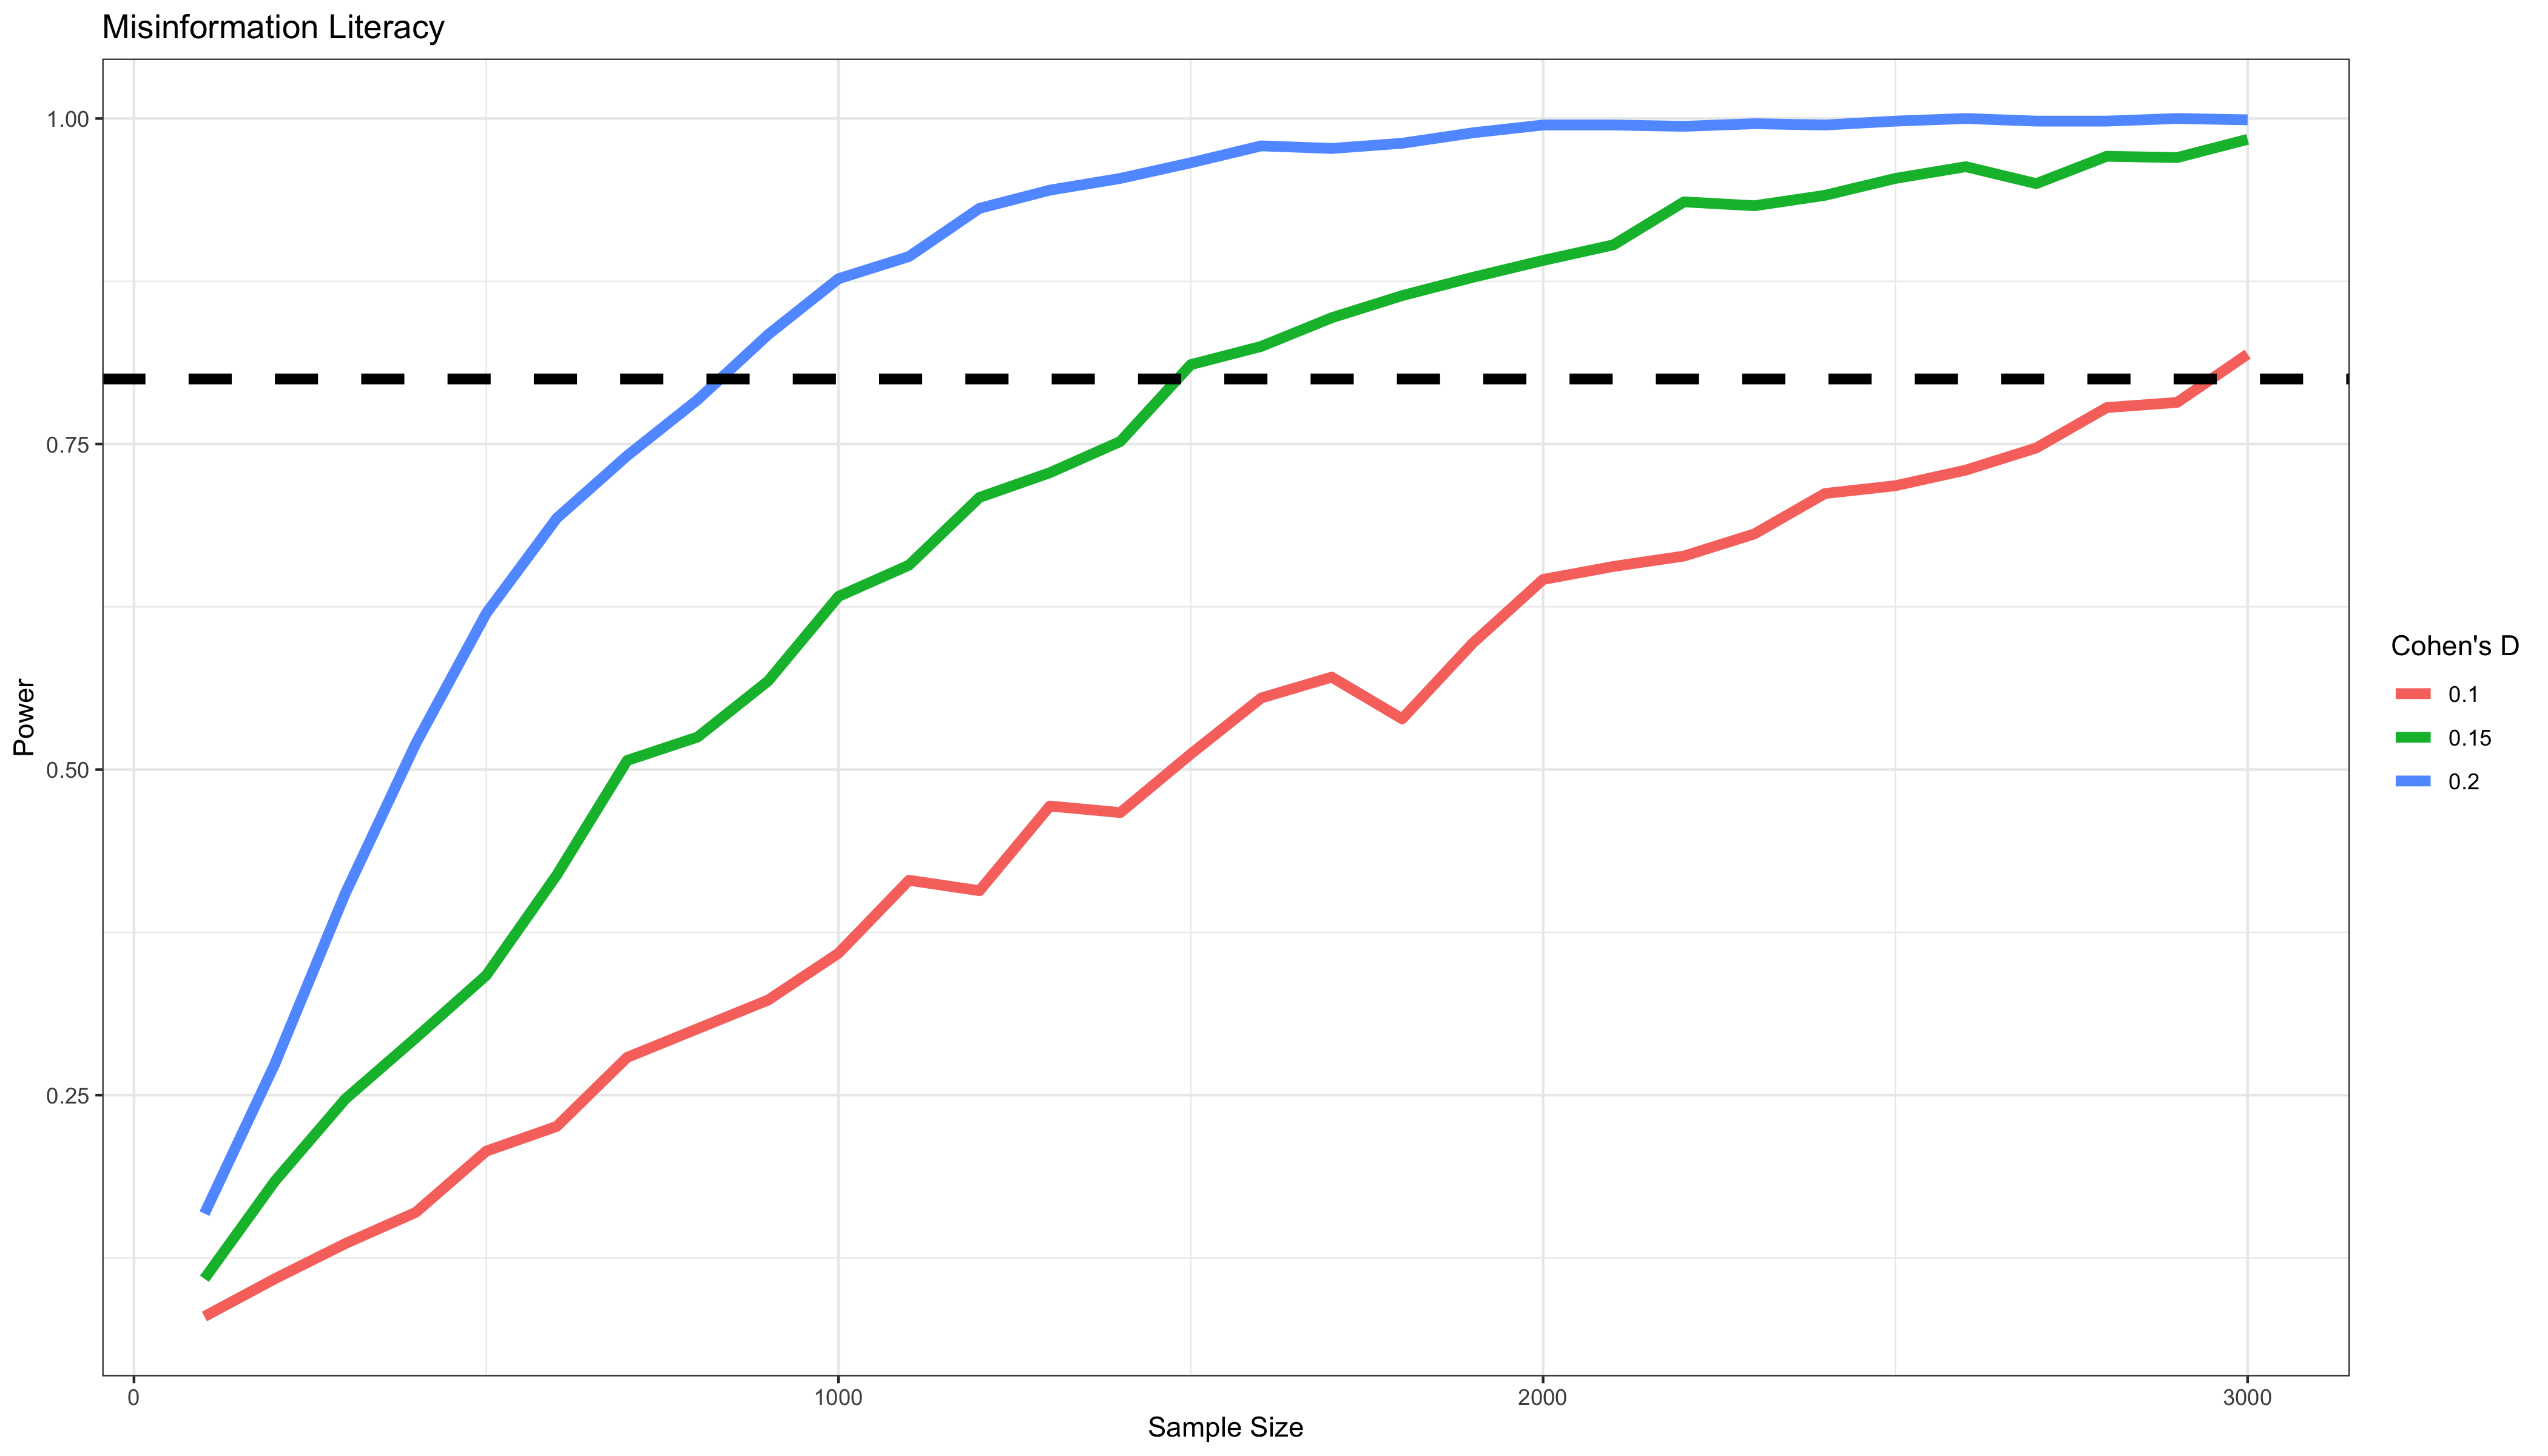 Misinformation Literacy
1.00
0.75
0.50
0.25
Power
0
1000
2000
3000
Sample Size
Cohen's D
0.1
0.15
0.2